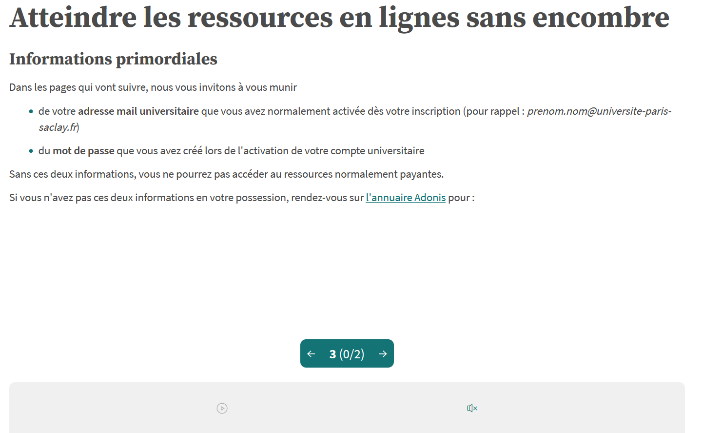 Atteindre les ressources en lignes sans encombre
Informations primordiales
Dans les pages qui vont suivre, nous vous invitons à vous munir
• de votre adresse mail universitaire que vous avez normalement activée dès votre inscription (pour rappel : prenom.nom@universite-paris-
saclay.fr)
• du mot de passe que vous avez créé lors de l'activation de votre compte universitaire
Sans ces deux informations, vous ne pourrez pas accéder au ressources normalement payantes.
Si vous n'avez pas ces deux informations en votre possession, rendez-vous sur l'annuaire Adonis pour :
← 3 (0/2) →